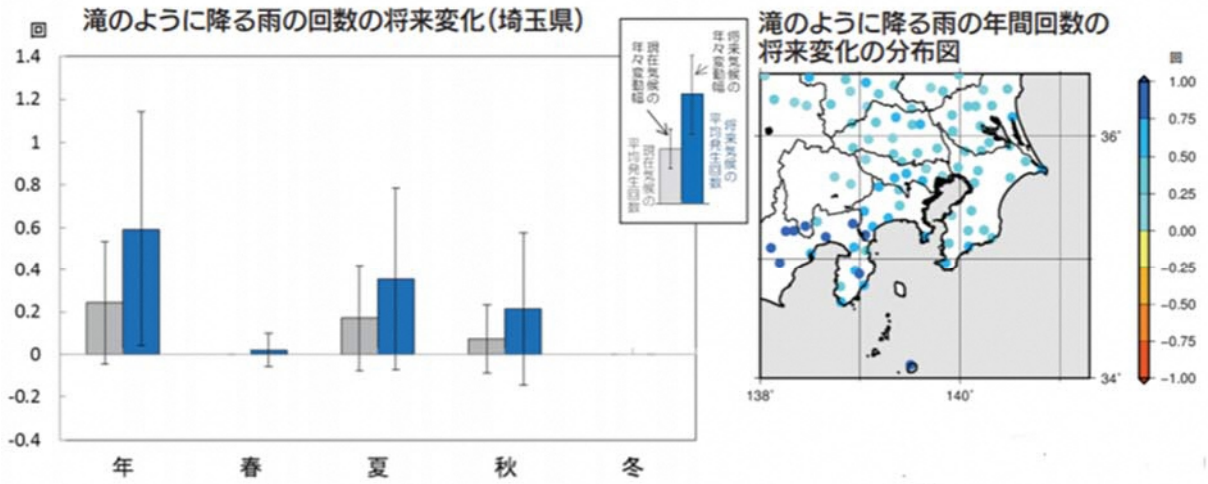 滝のように降る雨の回数の将来変化(埼玉県)
回
1.4
1.2
1
0.8
0.6
0.4
0.2
0
-0.2
-0.4
年
春
夏
秋
冬
現在気候の
年々変動幅
将来気候の
年々変動幅
現在気候の
平均発生回数
将来気候の
平均発生回数
滝のように降る雨の年間回数の
将来変化の分布図
回
1.00
0.75
0.50
0.25
0.00
-0.25
-0.50
-0.75
-1.00
36°
34°
138°
140°